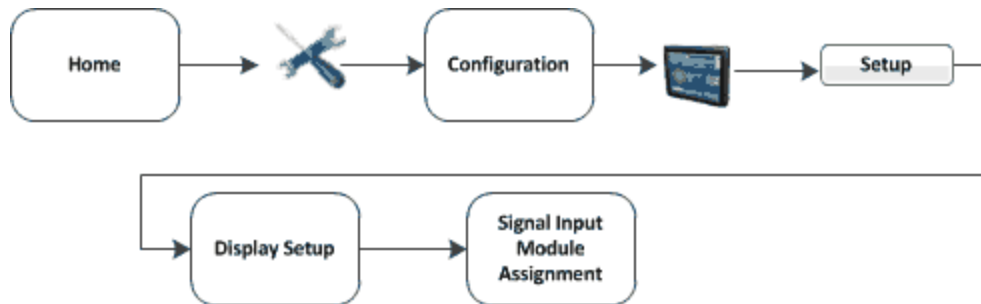 Home
Configuration
Setup
Display Setup
Signal Input
Module
Assignment